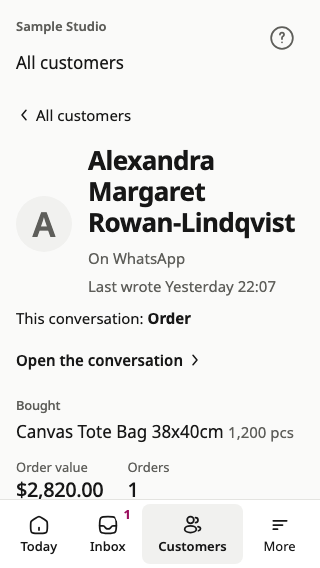 Sample Studio
All customers
All customers
Alexandra
Margaret
Rowan-Lindqvist
A
On WhatsApp
Last wrote Yesterday 22:07
This conversation: Order
Open the conversation
Bought
Canvas Tote Bag 38x40cm 1,200 pcs
Order value Orders
$2,820.00 1
1
Today Inbox Customers More